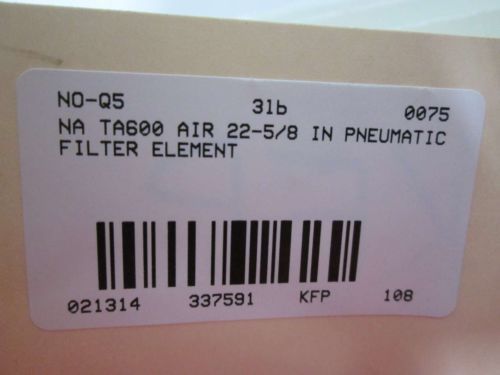 NO-Q5 31b 0075
NA TA600 AIR 22-5/8 IN PNEUMATIC
FILTER ELEMENT
021314 337591 KFP 108